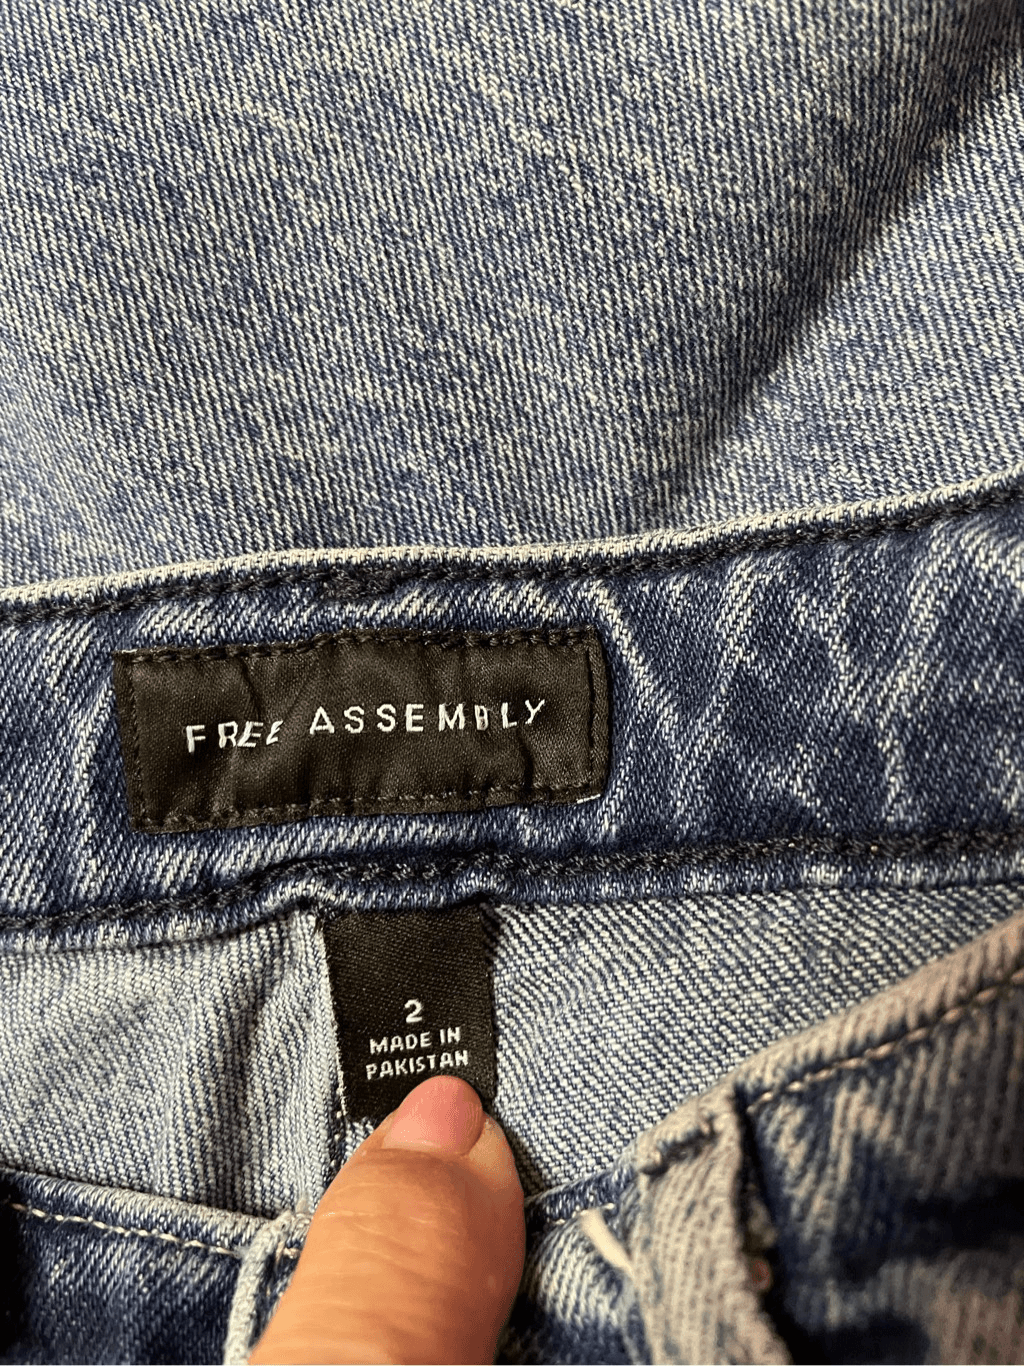 FREE ASSEMBLY
2
MADE IN
PAKISTAN